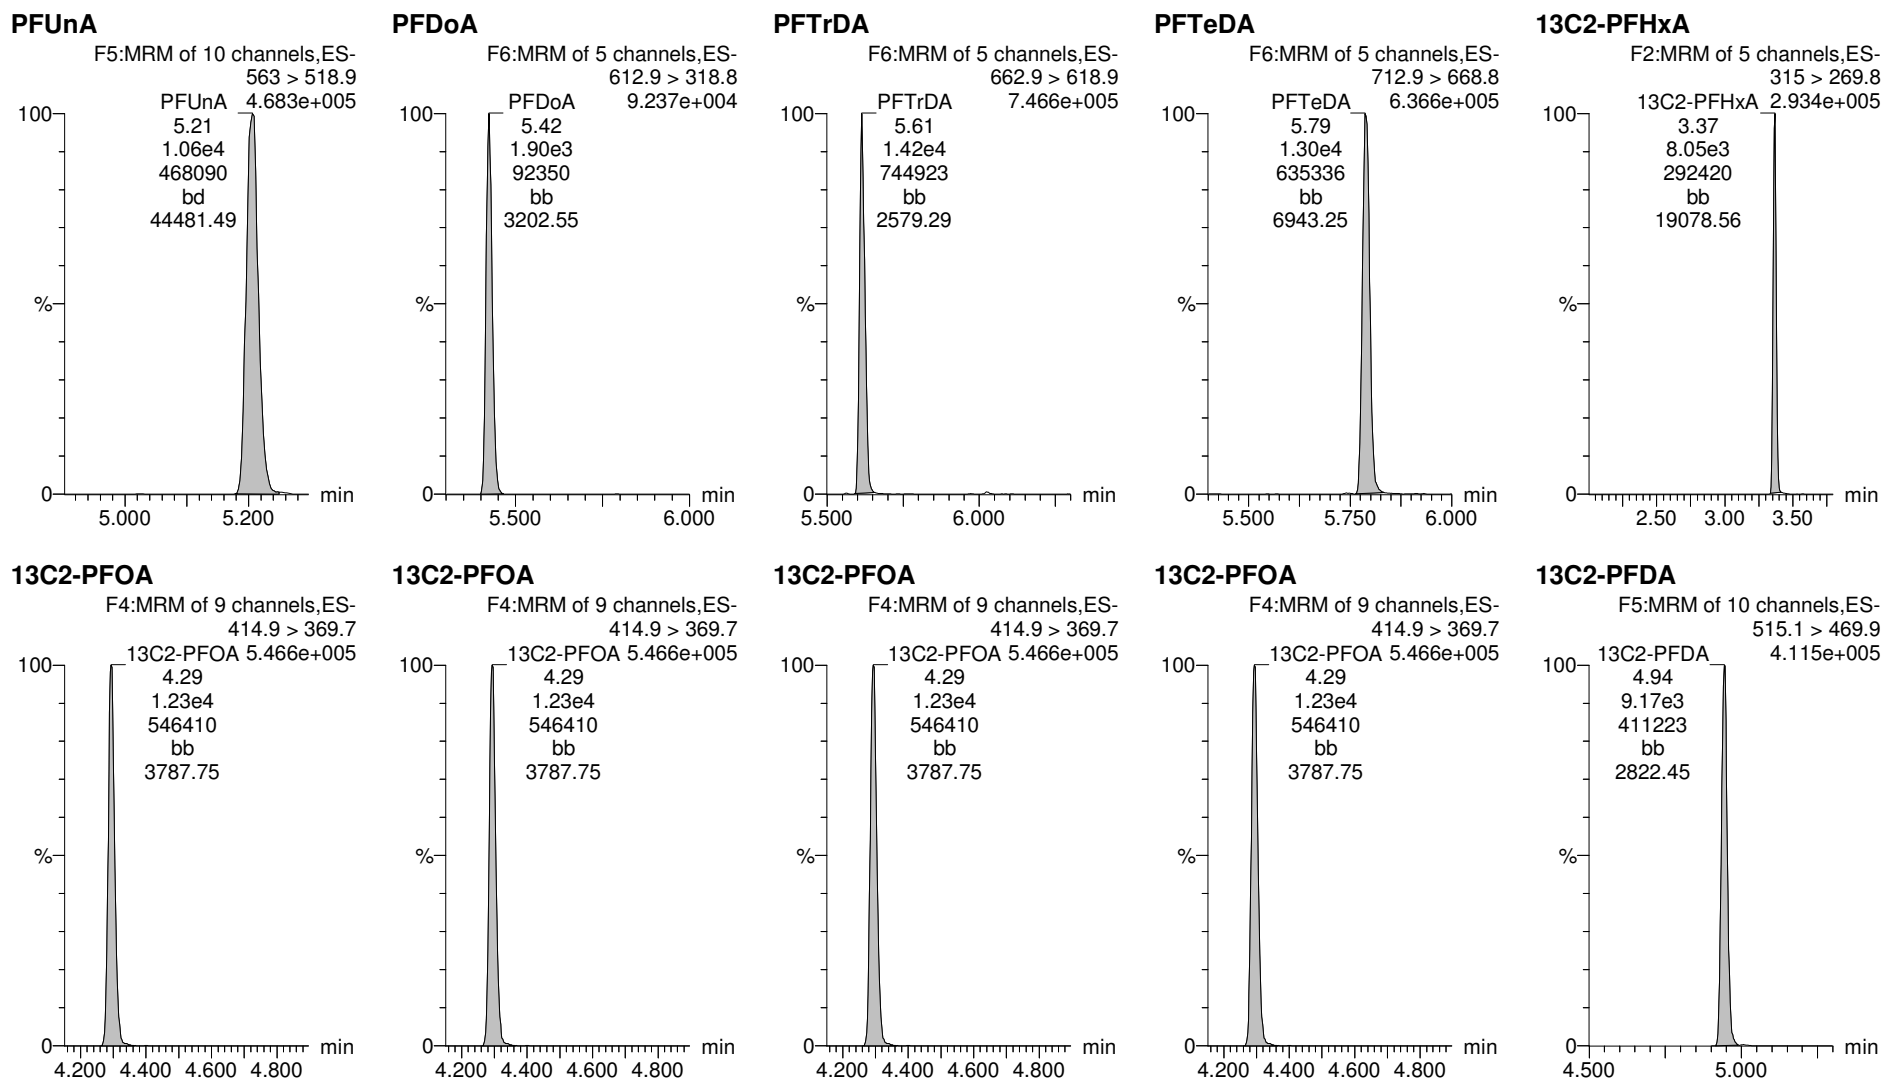 PFUnA
F5:MRM of 10 channels,ES-
563 > 518.9
4.683e+005
PFUnA
5.21
1.06e4
468090
bd
44481.49
100
%
0
min
5.000 5.200
PFDoA
F6:MRM of 5 channels,ES-
612.9 > 318.8
9.237e+004
PFDoA
5.42
1.90e3
92350
bb
3202.55
100
%
0
min
5.500 6.000
PFTrDA
F6:MRM of 5 channels,ES-
662.9 > 618.9
7.466e+005
PFTrDA
5.61
1.42e4
744923
bb
2579.29
100
%
0
min
5.500 6.000
PFTeDA
F6:MRM of 5 channels,ES-
712.9 > 668.8
6.366e+005
PFTeDA
5.79
1.30e4
635336
bb
6943.25
100
%
0
min
5.500 5.750 6.000
13C2-PFHxA
F2:MRM of 5 channels,ES-
315 > 269.8
13C2-PFHxA 2.934e+005
3.37
8.05e3
292420
bb
19078.56
100
%
0
min
2.50 3.00 3.50
13C2-PFOA
F4:MRM of 9 channels,ES-
414.9 > 369.7
13C2-PFOA 5.466e+005
4.29
1.23e4
546410
bb
3787.75
100
%
0
min
4.200 4.400 4.600 4.800
13C2-PFOA
F4:MRM of 9 channels,ES-
414.9 > 369.7
13C2-PFOA 5.466e+005
4.29
1.23e4
546410
bb
3787.75
100
%
0
min
4.200 4.400 4.600 4.800
13C2-PFOA
F4:MRM of 9 channels,ES-
414.9 > 369.7
13C2-PFOA 5.466e+005
4.29
1.23e4
546410
bb
3787.75
100
%
0
min
4.200 4.400 4.600 4.800
13C2-PFOA
F4:MRM of 9 channels,ES-
414.9 > 369.7
13C2-PFOA 5.466e+005
4.29
1.23e4
546410
bb
3787.75
100
%
0
min
4.200 4.400 4.600 4.800
13C2-PFDA
F5:MRM of 10 channels,ES-
515.1 > 469.9
13C2-PFDA 4.115e+005
4.94
9.17e3
411223
bb
2822.45
100
%
0
min
4.500 5.000